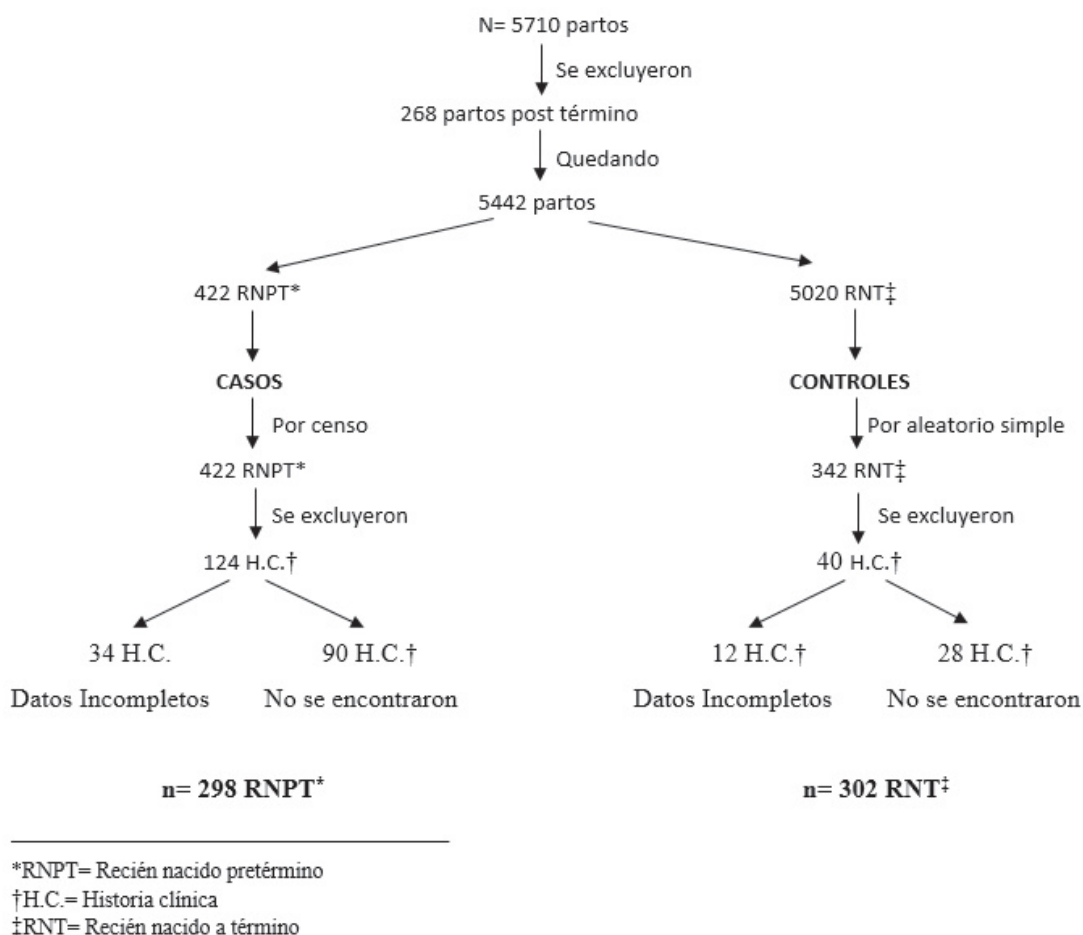 N= 5710 partos
Se excluyeron
268 partos post término
Quedando
5442 partos
422 RNPT*
5020 RNT‡
CASOS
CONTROLES
Por censo
Por aleatorio simple
422 RNPT*
342 RNT‡
Se excluyeron
Se excluyeron
124 H.C.†
40 H.C.†
34 H.C.
90 H.C.†
12 H.C.†
28 H.C.†
Datos Incompletos
No se encontraron
Datos Incompletos
No se encontraron
n= 298 RNPT*
n= 302 RNT‡
*RNPT= Recién nacido pretérmino
†H.C.= Historia clínica
‡RNT= Recién nacido a término